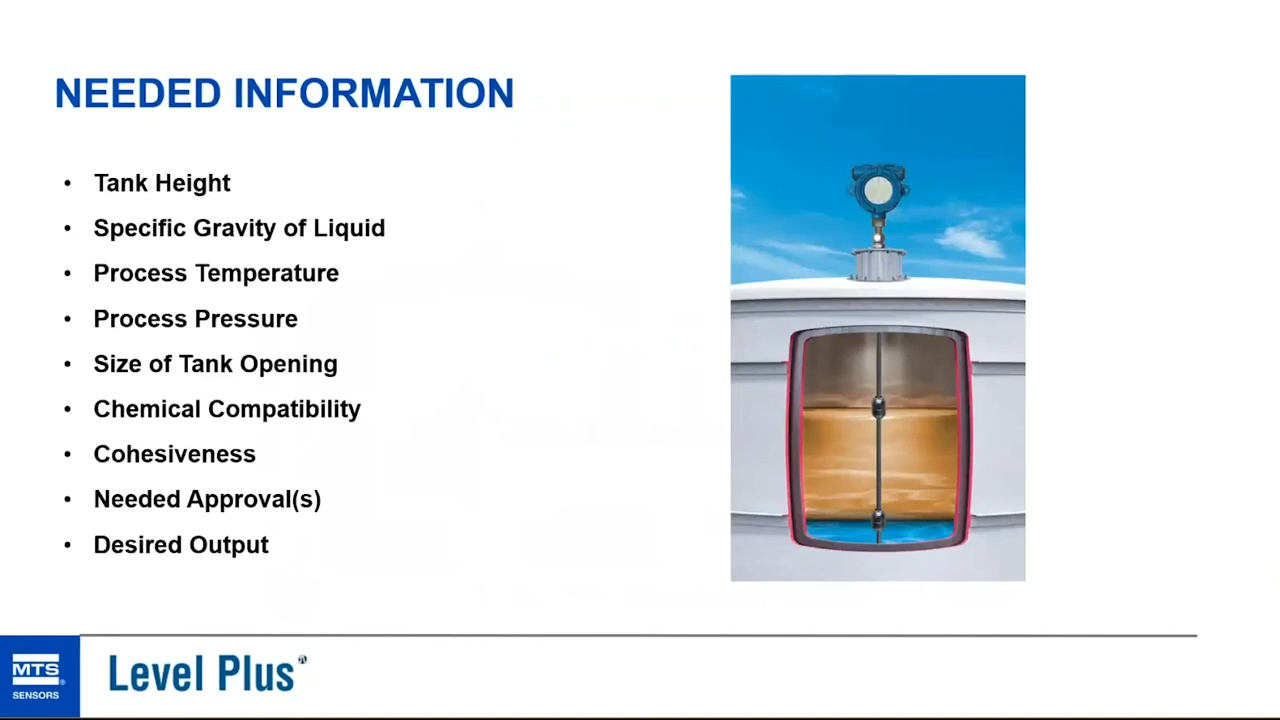 NEEDED INFORMATION
• Tank Height
• Specific Gravity of Liquid
• Process Temperature
• Process Pressure
• Size of Tank Opening
• Chemical Compatibility
• Cohesiveness
• Needed Approval(s)
• Desired Output
MTS®
SENSORS
Level Plus®